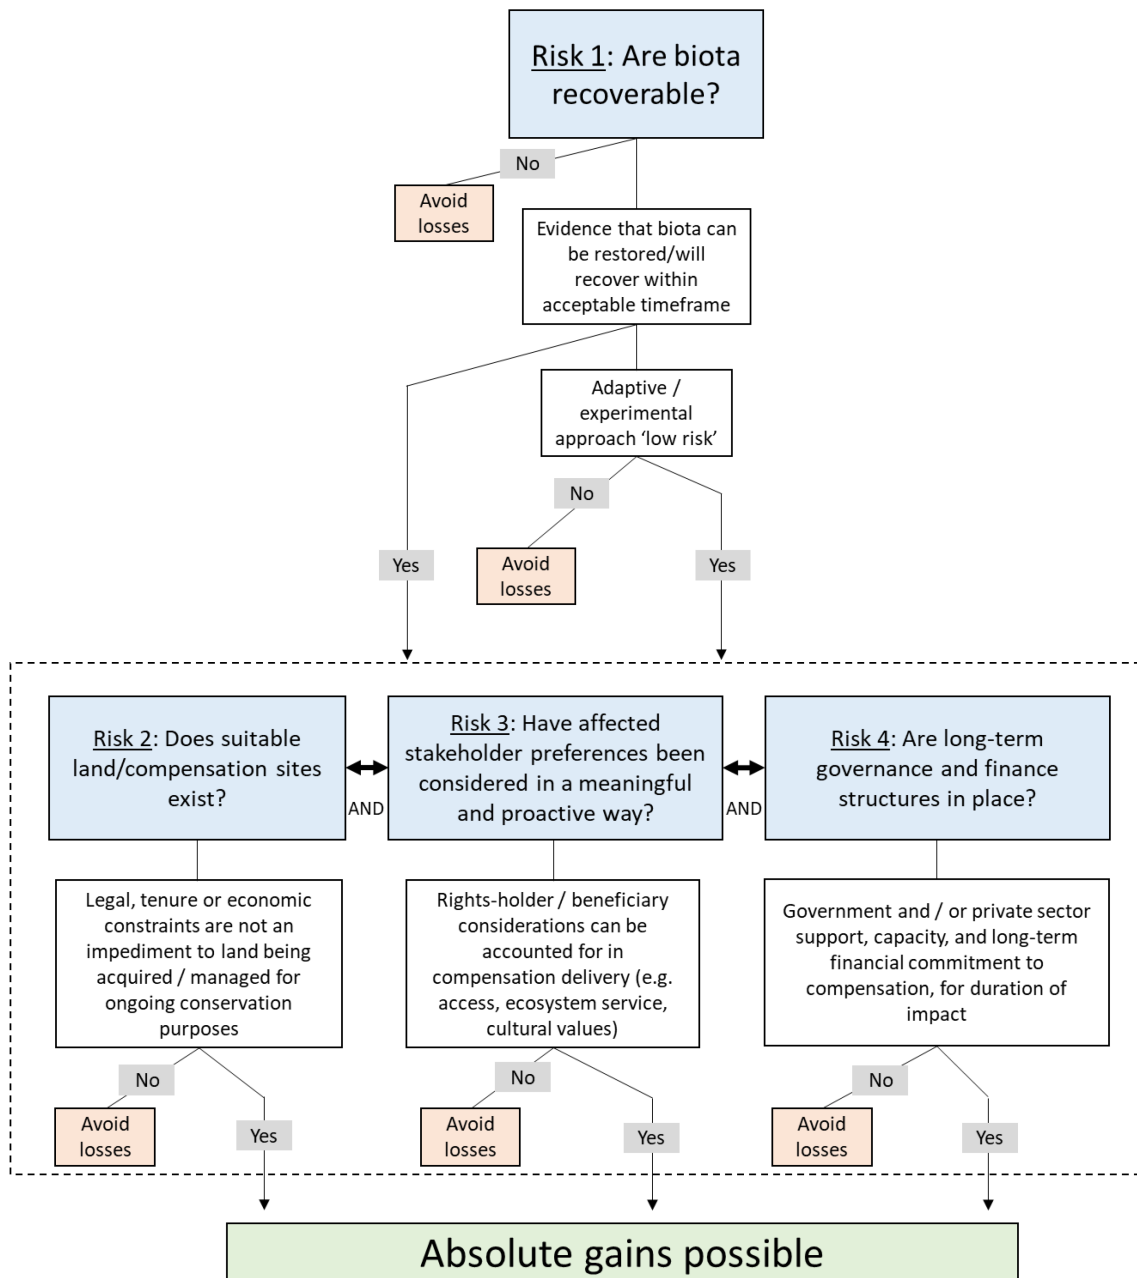 Risk 1: Are biota
recoverable?
No
Avoid
losses
Evidence that biota can
be restored/will
recover within
acceptable timeframe
Adaptive /
experimental
approach ‘low risk’
No
Avoid
losses
Yes
Yes
Risk 2: Does suitable
land/compensation sites
exist?
AND
Risk 3: Have affected
stakeholder preferences been
considered in a meaningful
and proactive way?
AND
Risk 4: Are long-term
governance and finance
structures in place?
Legal, tenure or economic
constraints are not an
impediment to land being
acquired / managed for
ongoing conservation
purposes
Rights-holder / beneficiary
considerations can be
accounted for in
compensation delivery (e.g.
access, ecosystem service,
cultural values)
Government and / or private sector
support, capacity, and long-term
financial commitment to
compensation, for duration of
impact
No
Avoid
losses
Yes
No
Avoid
losses
Yes
No
Avoid
losses
Yes
Absolute gains possible